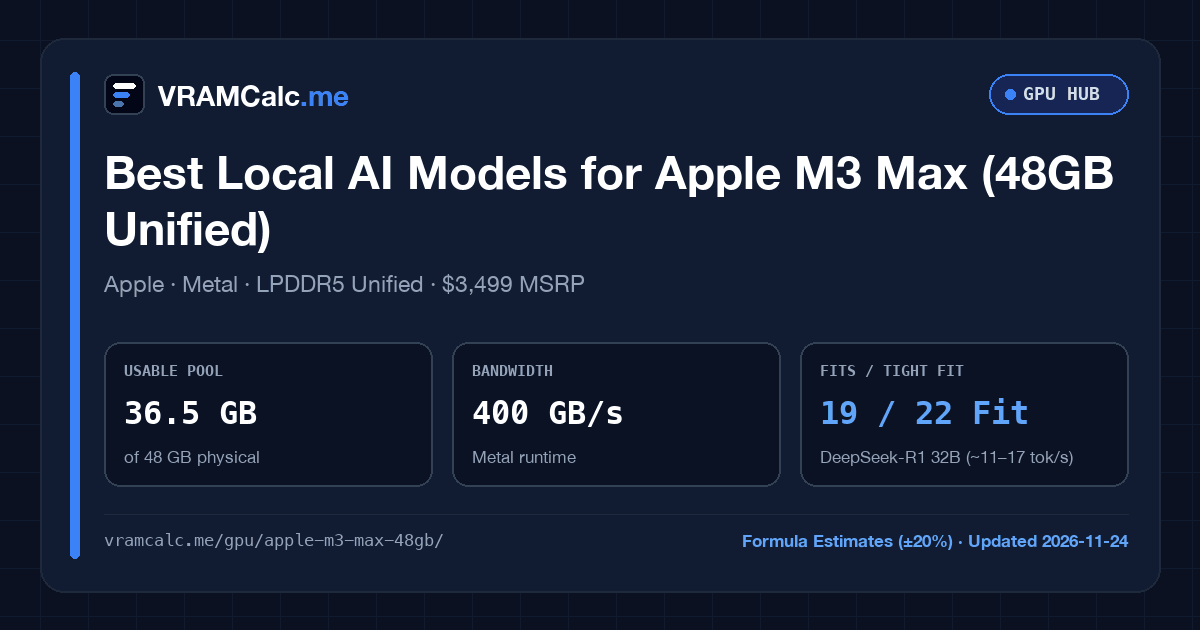 VRAMCalc.me
GPU HUB
Best Local AI Models for Apple M3 Max (48GB
Unified)
Apple · Metal · LPDDR5 Unified · $3,499 MSRP
USABLE POOL
36.5 GB
of 48 GB physical
BANDWIDTH
400 GB/s
Metal runtime
FITS / TIGHT FIT
19 / 22 Fit
DeepSeek-R1 32B (~11–17 tok/s)
vramcalc.me/gpu/apple-m3-max-48gb/
Formula Estimates (±20%) · Updated 2026-11-24